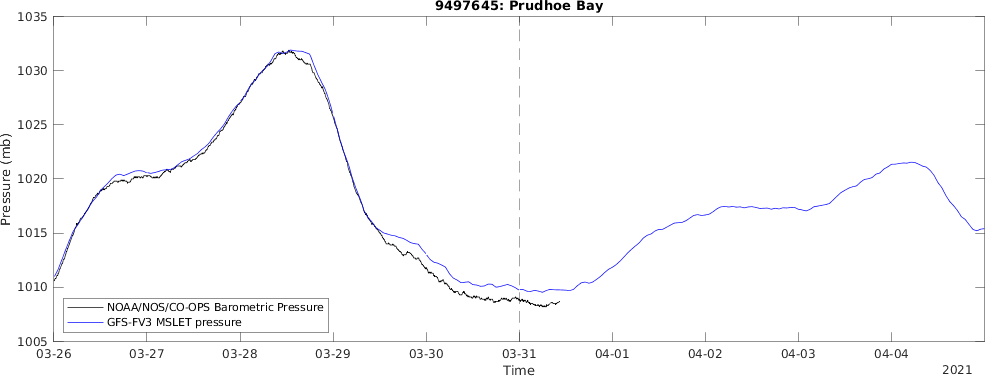 9497645: Prudhoe Bay
1035
1030
1025
1020
1015
1010
1005
Pressure (mb)
NOAA/NOS/CO-OPS Barometric Pressure
GFS-FV3 MSLET pressure
03-26 03-27 03-28 03-29 03-30 03-31 04-01 04-02 04-03 04-04
Time
2021